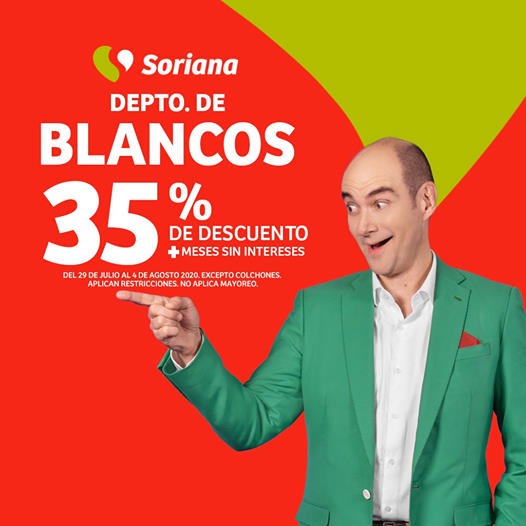 Soriana
DEPTO. DE
BLANCOS
35%
DE DESCUENTO
+MESES SIN INTERESES
DEL 29 DE JULIO AL 4 DE AGOSTO 2020. EXCEPTO COLCHONES.
APLICAN RESTRICCIONES. NO APLICA MAYOREO.